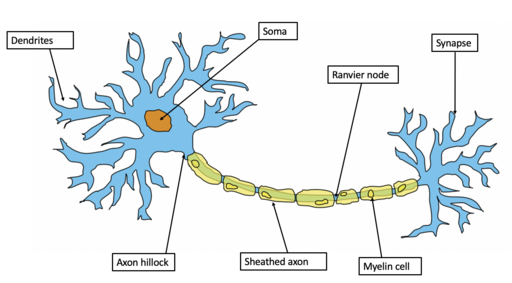 Soma
Dendrites
Synapse
Ranvier node
Axon hillock
Sheathed axon
Myelin cell